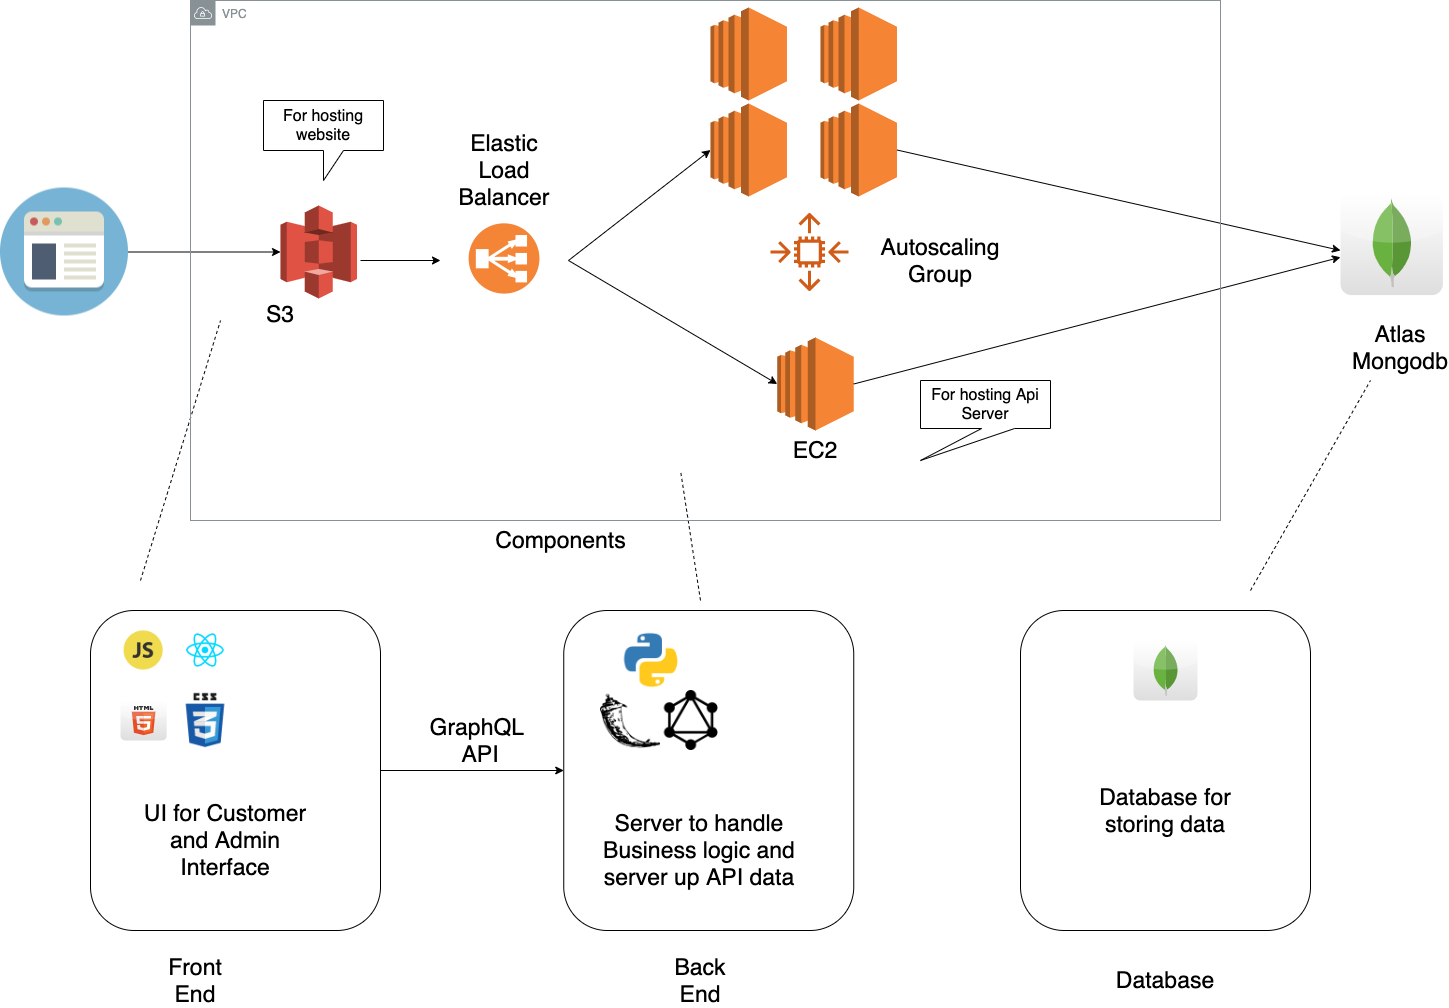 VPC
For hosting
website
Elastic
Load
Balancer
S3
Autoscaling
Group
Atlas
Mongodb
For hosting Api
Server
EC2
Components
JS
HTML
5
CSS
3
GraphQL
API
UI for Customer
and Admin
Interface
Server to handle
Business logic and
server up API data
Database for
storing data
Front
End
Back
End
Database